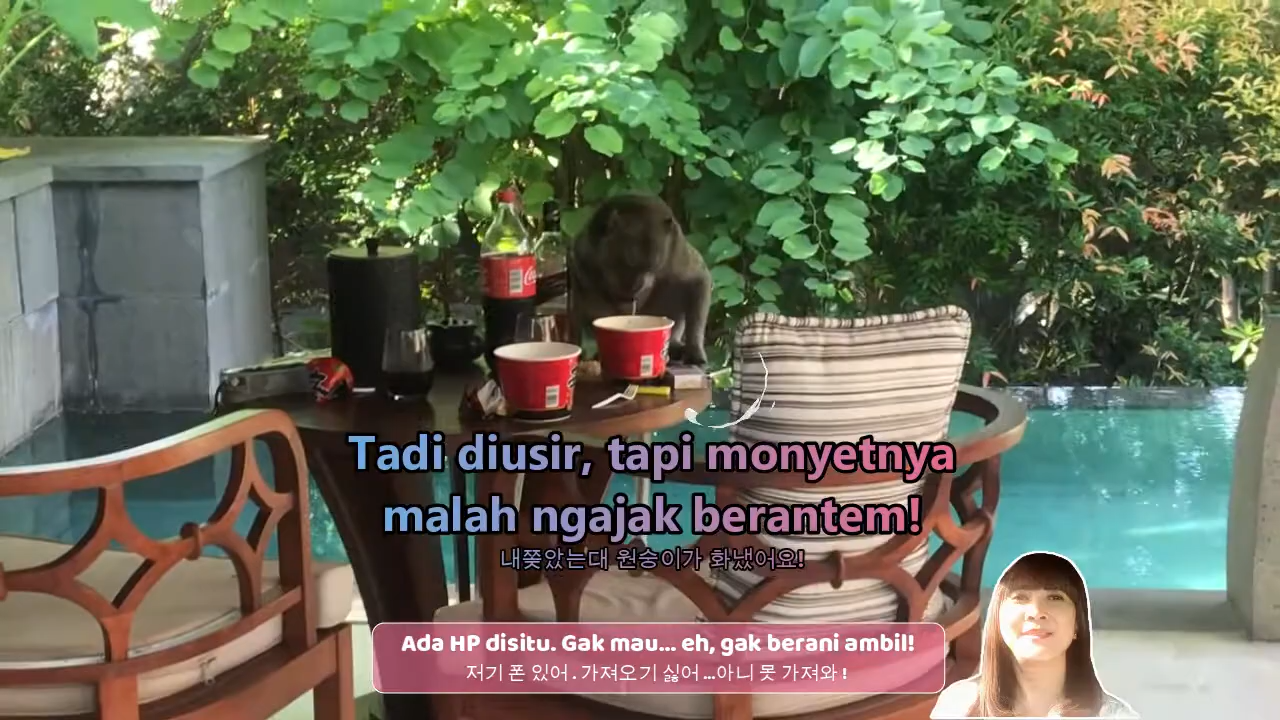 Tadi diusir, tapi monyetnya
malah ngajak berantem!
내쫓았는대 원숭이가 화냈어요!
Ada HP disitu. Gak mau... eh, gak berani ambil!
저기 폰 있어 . 가져오기 싫어 ...아니 못 가져와 !